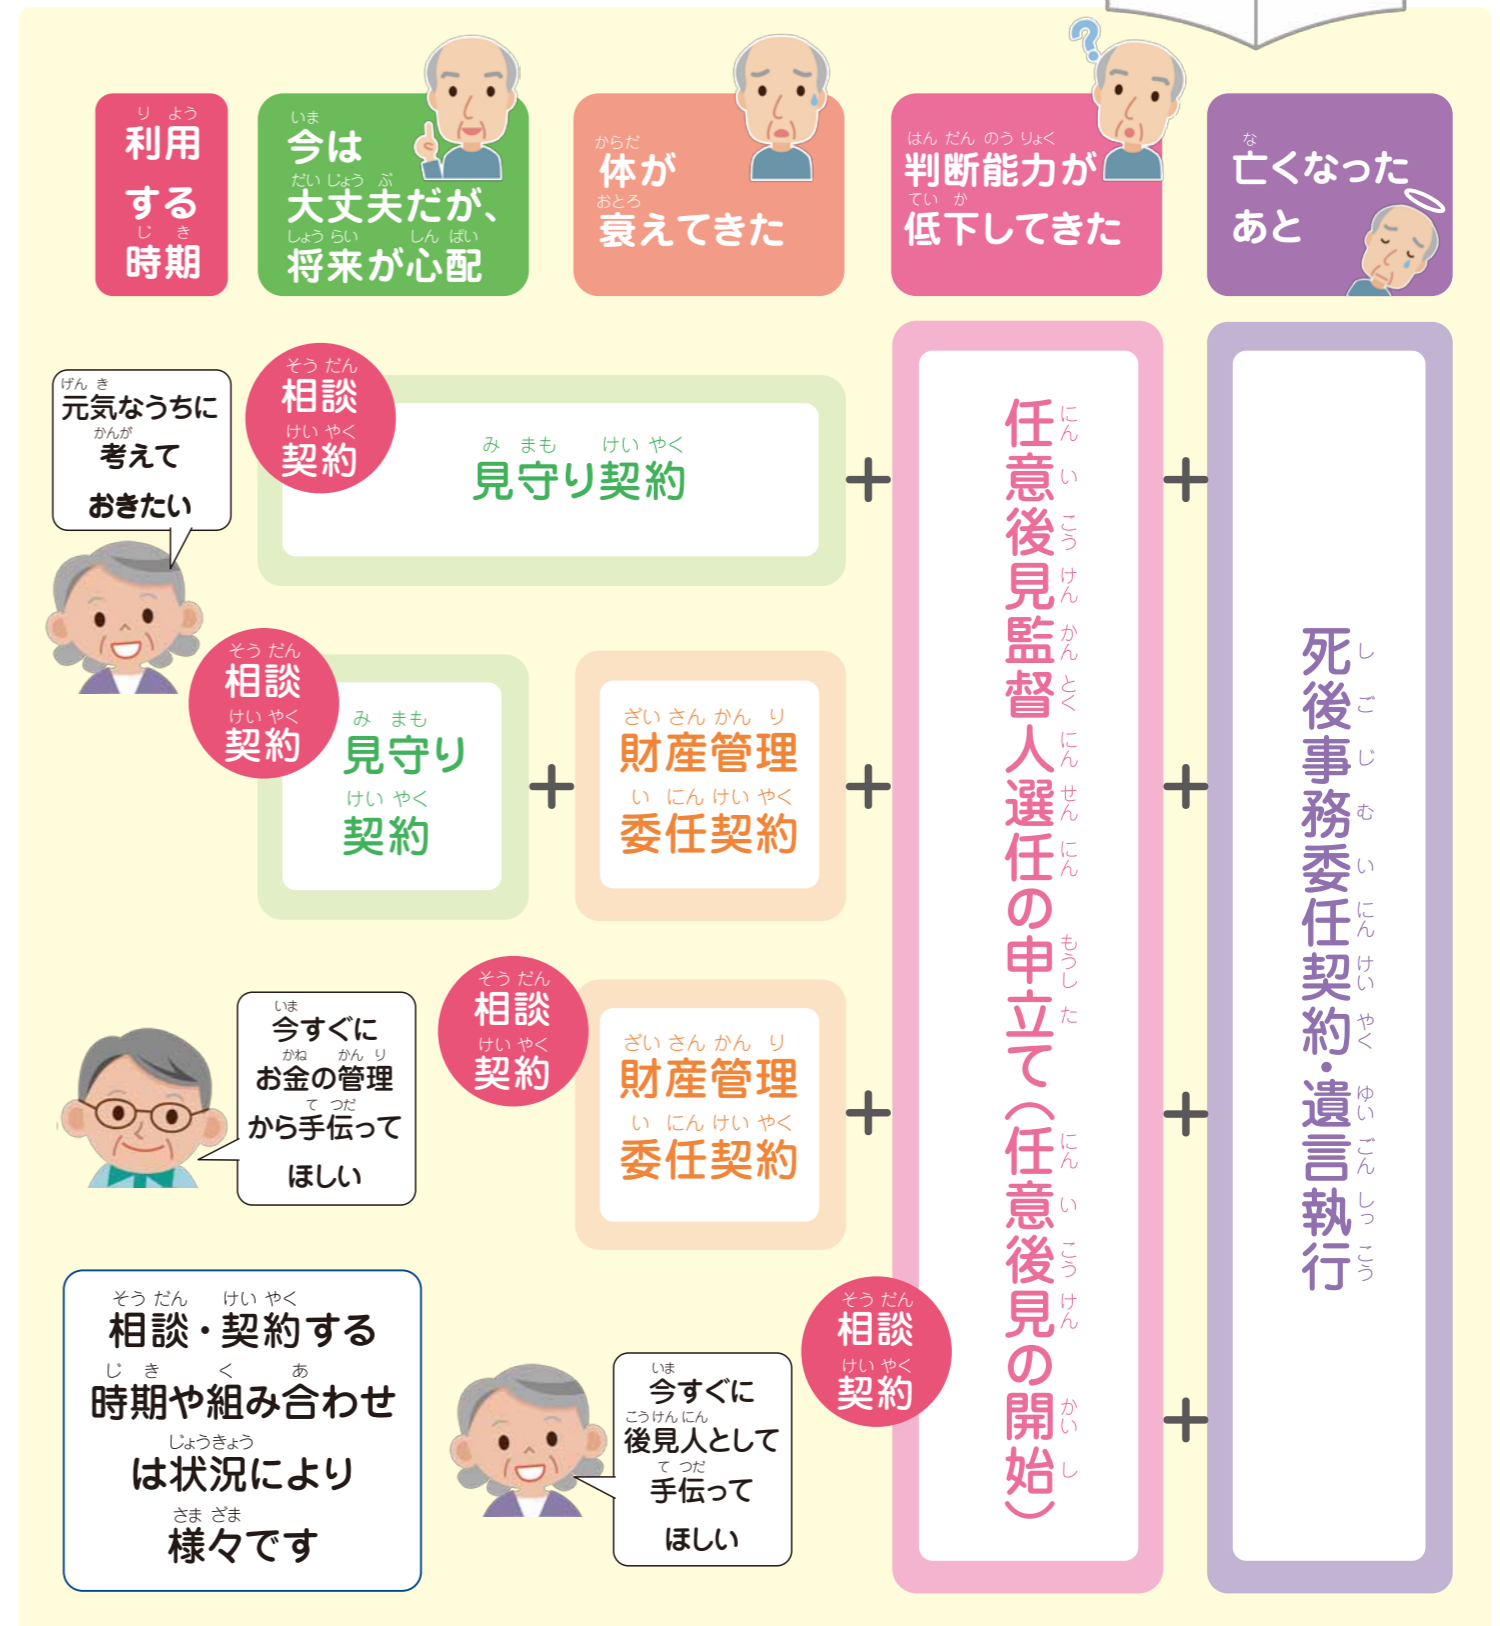 利用
する
時期
今は
大丈夫だが、
将来が心配
体が
衰えてきた
判断能力が
低下してきた
亡くなった
あと
元気なうちに
考えて
おきたい
相談
契約
見守り契約
+
+
相談
契約
見守り
契約
+
財産管理
委任契約
+
+
今すぐに
お金の管理
から手伝って
ほしい
相談
契約
財産管理
委任契約
+
+
相談・契約する
時期や組み合わせ
は状況により
様々です
今すぐに
後見人として
手伝って
ほしい
相談
契約
+
任意後見監督人選任の申立て（任意後見の開始）
死後事務委任契約・遺言執行